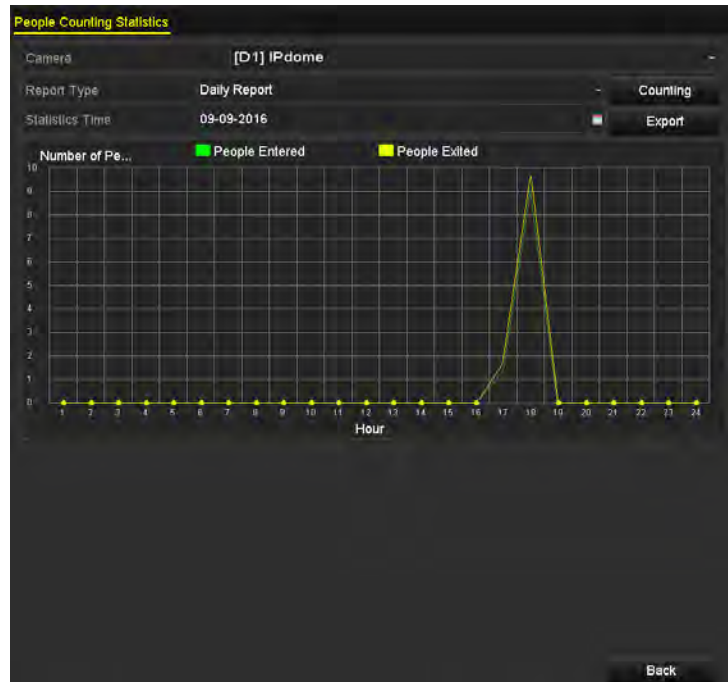 People Counting Statistics
Camera [D1] IPdome
Report Type Daily Report Counting
Statistics Time 09-09-2016 Export
Number of Pe... People Entered People Exited
10
9
8
7
6
5
4
3
2
1
0
1 2 3 4 5 6 7 8 9 10 11 12 13 14 15 16 17 18 19 20 21 22 23 24
Hour
Back